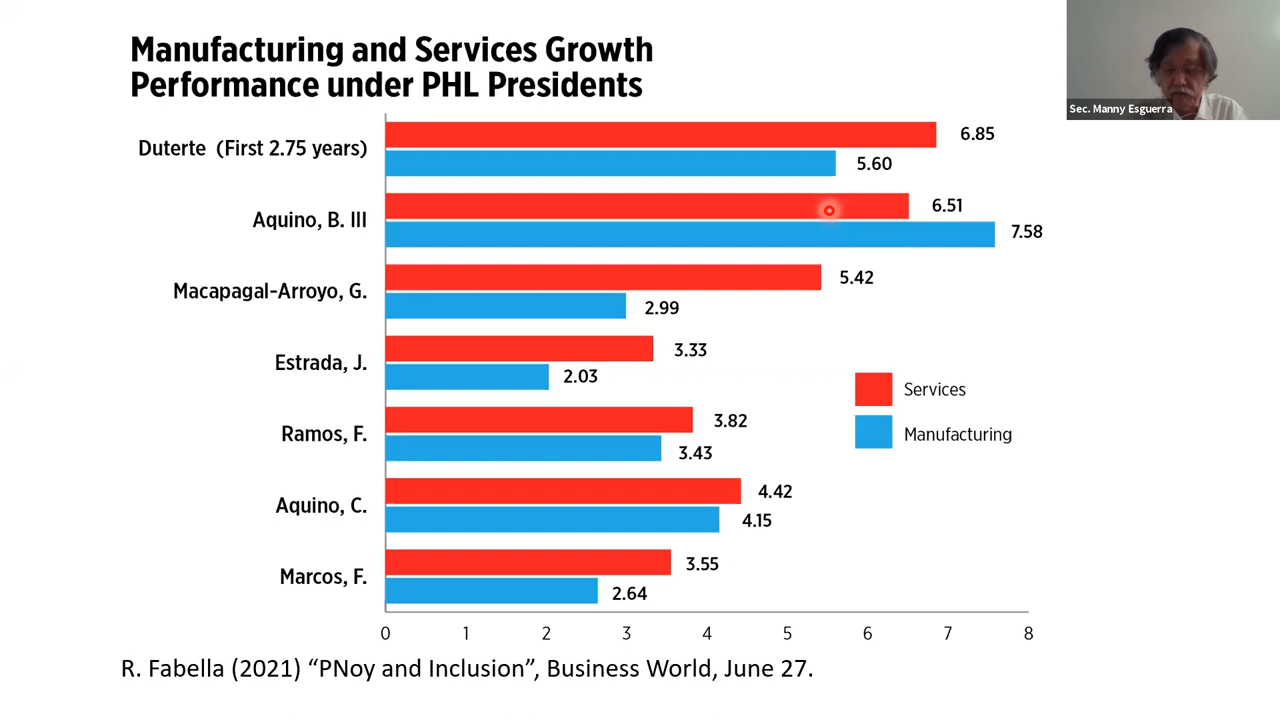 Manufacturing and Services Growth
Performance under PHL Presidents
Sec. Manny Esguerra
Duterte (First 2.75 years)
6.85
5.60
Aquino, B. III
6.51
7.58
Macapagal-Arroyo, G.
5.42
2.99
Estrada, J.
3.33
2.03
Services
Ramos, F.
3.82
3.43
Manufacturing
Aquino, C.
4.42
4.15
Marcos, F.
3.55
2.64
0 1 2 3 4 5 6 7 8
R. Fabella (2021) “PNoy and Inclusion”, Business World, June 27.